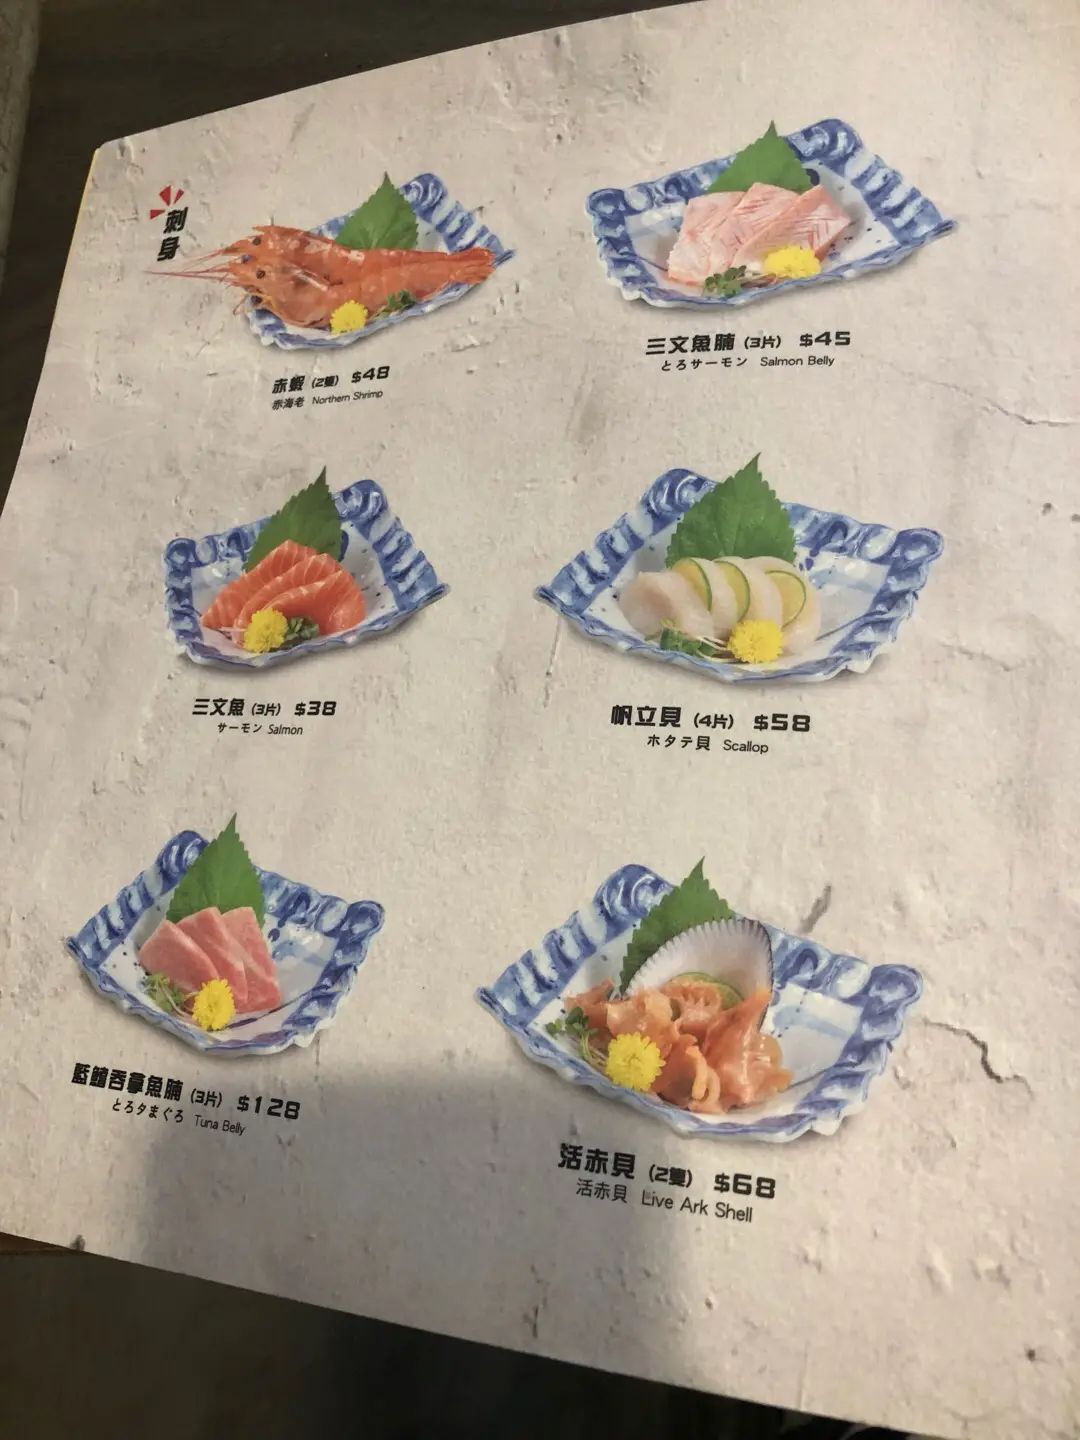 刺身
赤蝦 (2隻) $48
赤海老 Northern Shrimp
三文魚腩 (3片) $45
とろサーモン Salmon Belly
三文魚 (3片) $38
サーモン Salmon
帆立貝 (4片) $58
ホタテ貝 Scallop
藍鰭吞拿魚腩 (3片) $128
とろタまぐろ Tuna Belly
活赤貝 (2隻) $68
活赤貝 Live Ark Shell